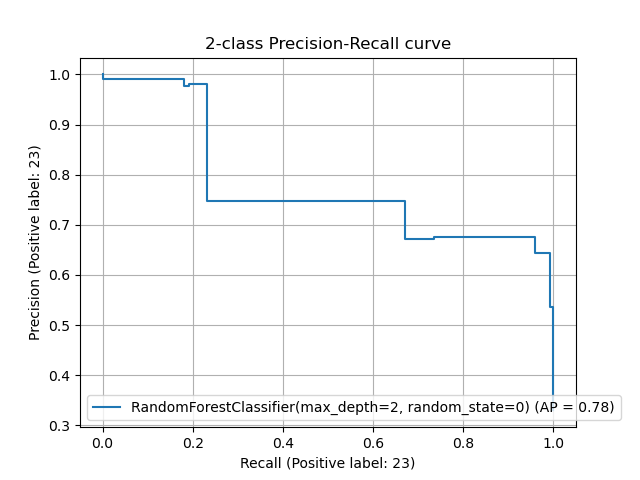 2-class Precision-Recall curve
Precision (Positive label: 23)
1.0
0.9
0.8
0.7
0.6
0.5
0.4
0.3
RandomForestClassifier(max_depth=2, random_state=0) (AP = 0.78)
0.0 0.2 0.4 0.6 0.8 1.0
Recall (Positive label: 23)